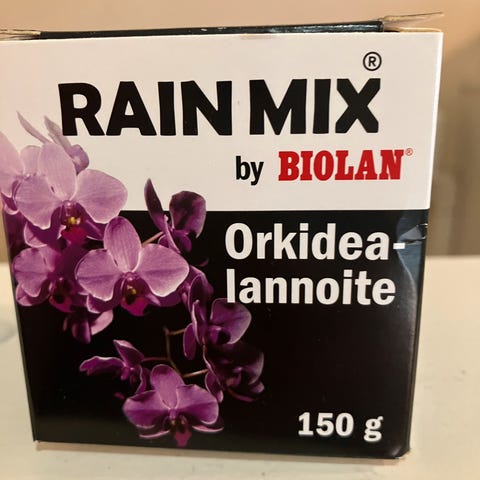 RAIN MIX®
by BIOLAN®
Orkidea-
lannoite
150 g